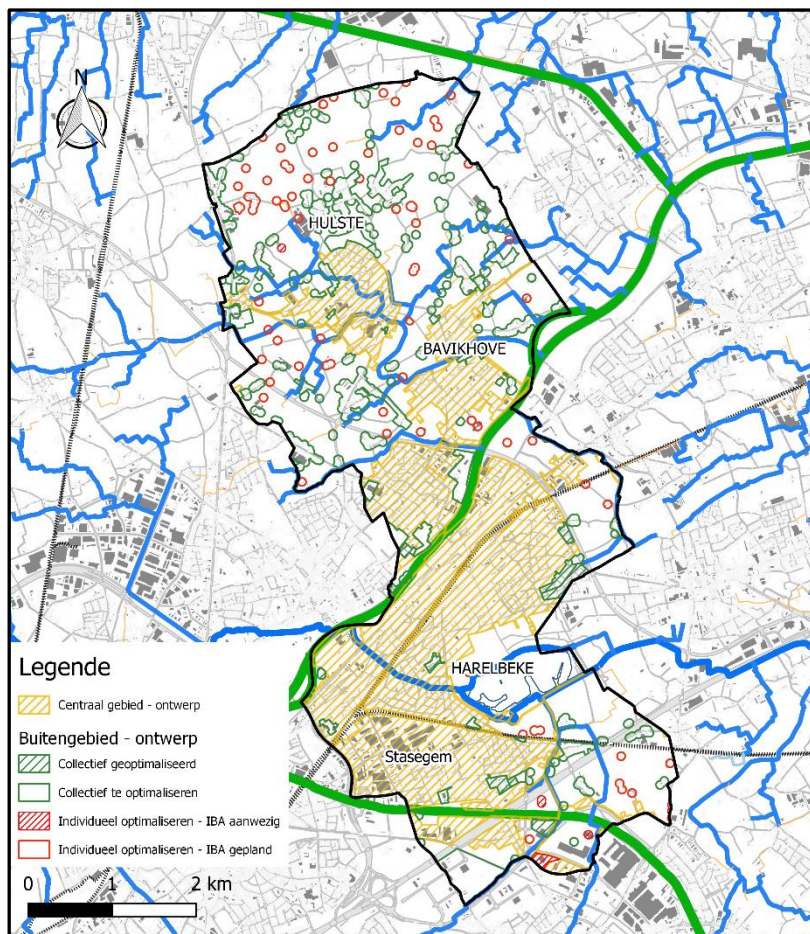 N
HULSTE
BAVIKHOVE
HARELBEKE
Stasegem
Legende
Centraal gebied - ontwerp
Buitengebied - ontwerp
Collectief geoptimaliseerd
Collectief te optimaliseren
Individueel optimaliseren - IBA aanwezig
Individueel optimaliseren - IBA gepland
0 1 2 km